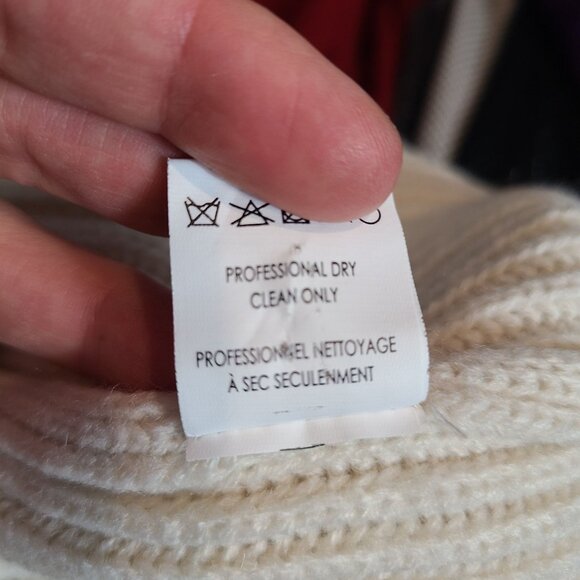 PROFESSIONAL DRY
CLEAN ONLY
PROFESSIONNEL NETTOYAGE
À SEC SECULENMENT